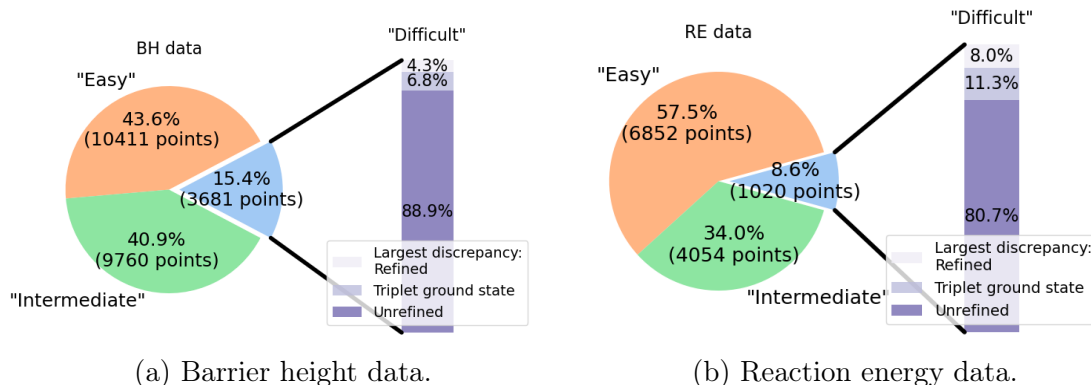 BH data
"Easy"
43.6%
(10411 points)
15.4%
(3681 points)
40.9%
(9760 points)
"Intermediate"
"Difficult"
4.3%
6.8%
88.9%
Largest discrepancy:
Refined
Triplet ground state
Unrefined
(a) Barrier height data.
RE data
"Easy"
57.5%
(6852 points)
8.6%
(1020 points)
34.0%
(4054 points)
"Intermediate"
"Difficult"
8.0%
11.3%
80.7%
Largest discrepancy:
Refined
Triplet ground state
Unrefined
(b) Reaction energy data.